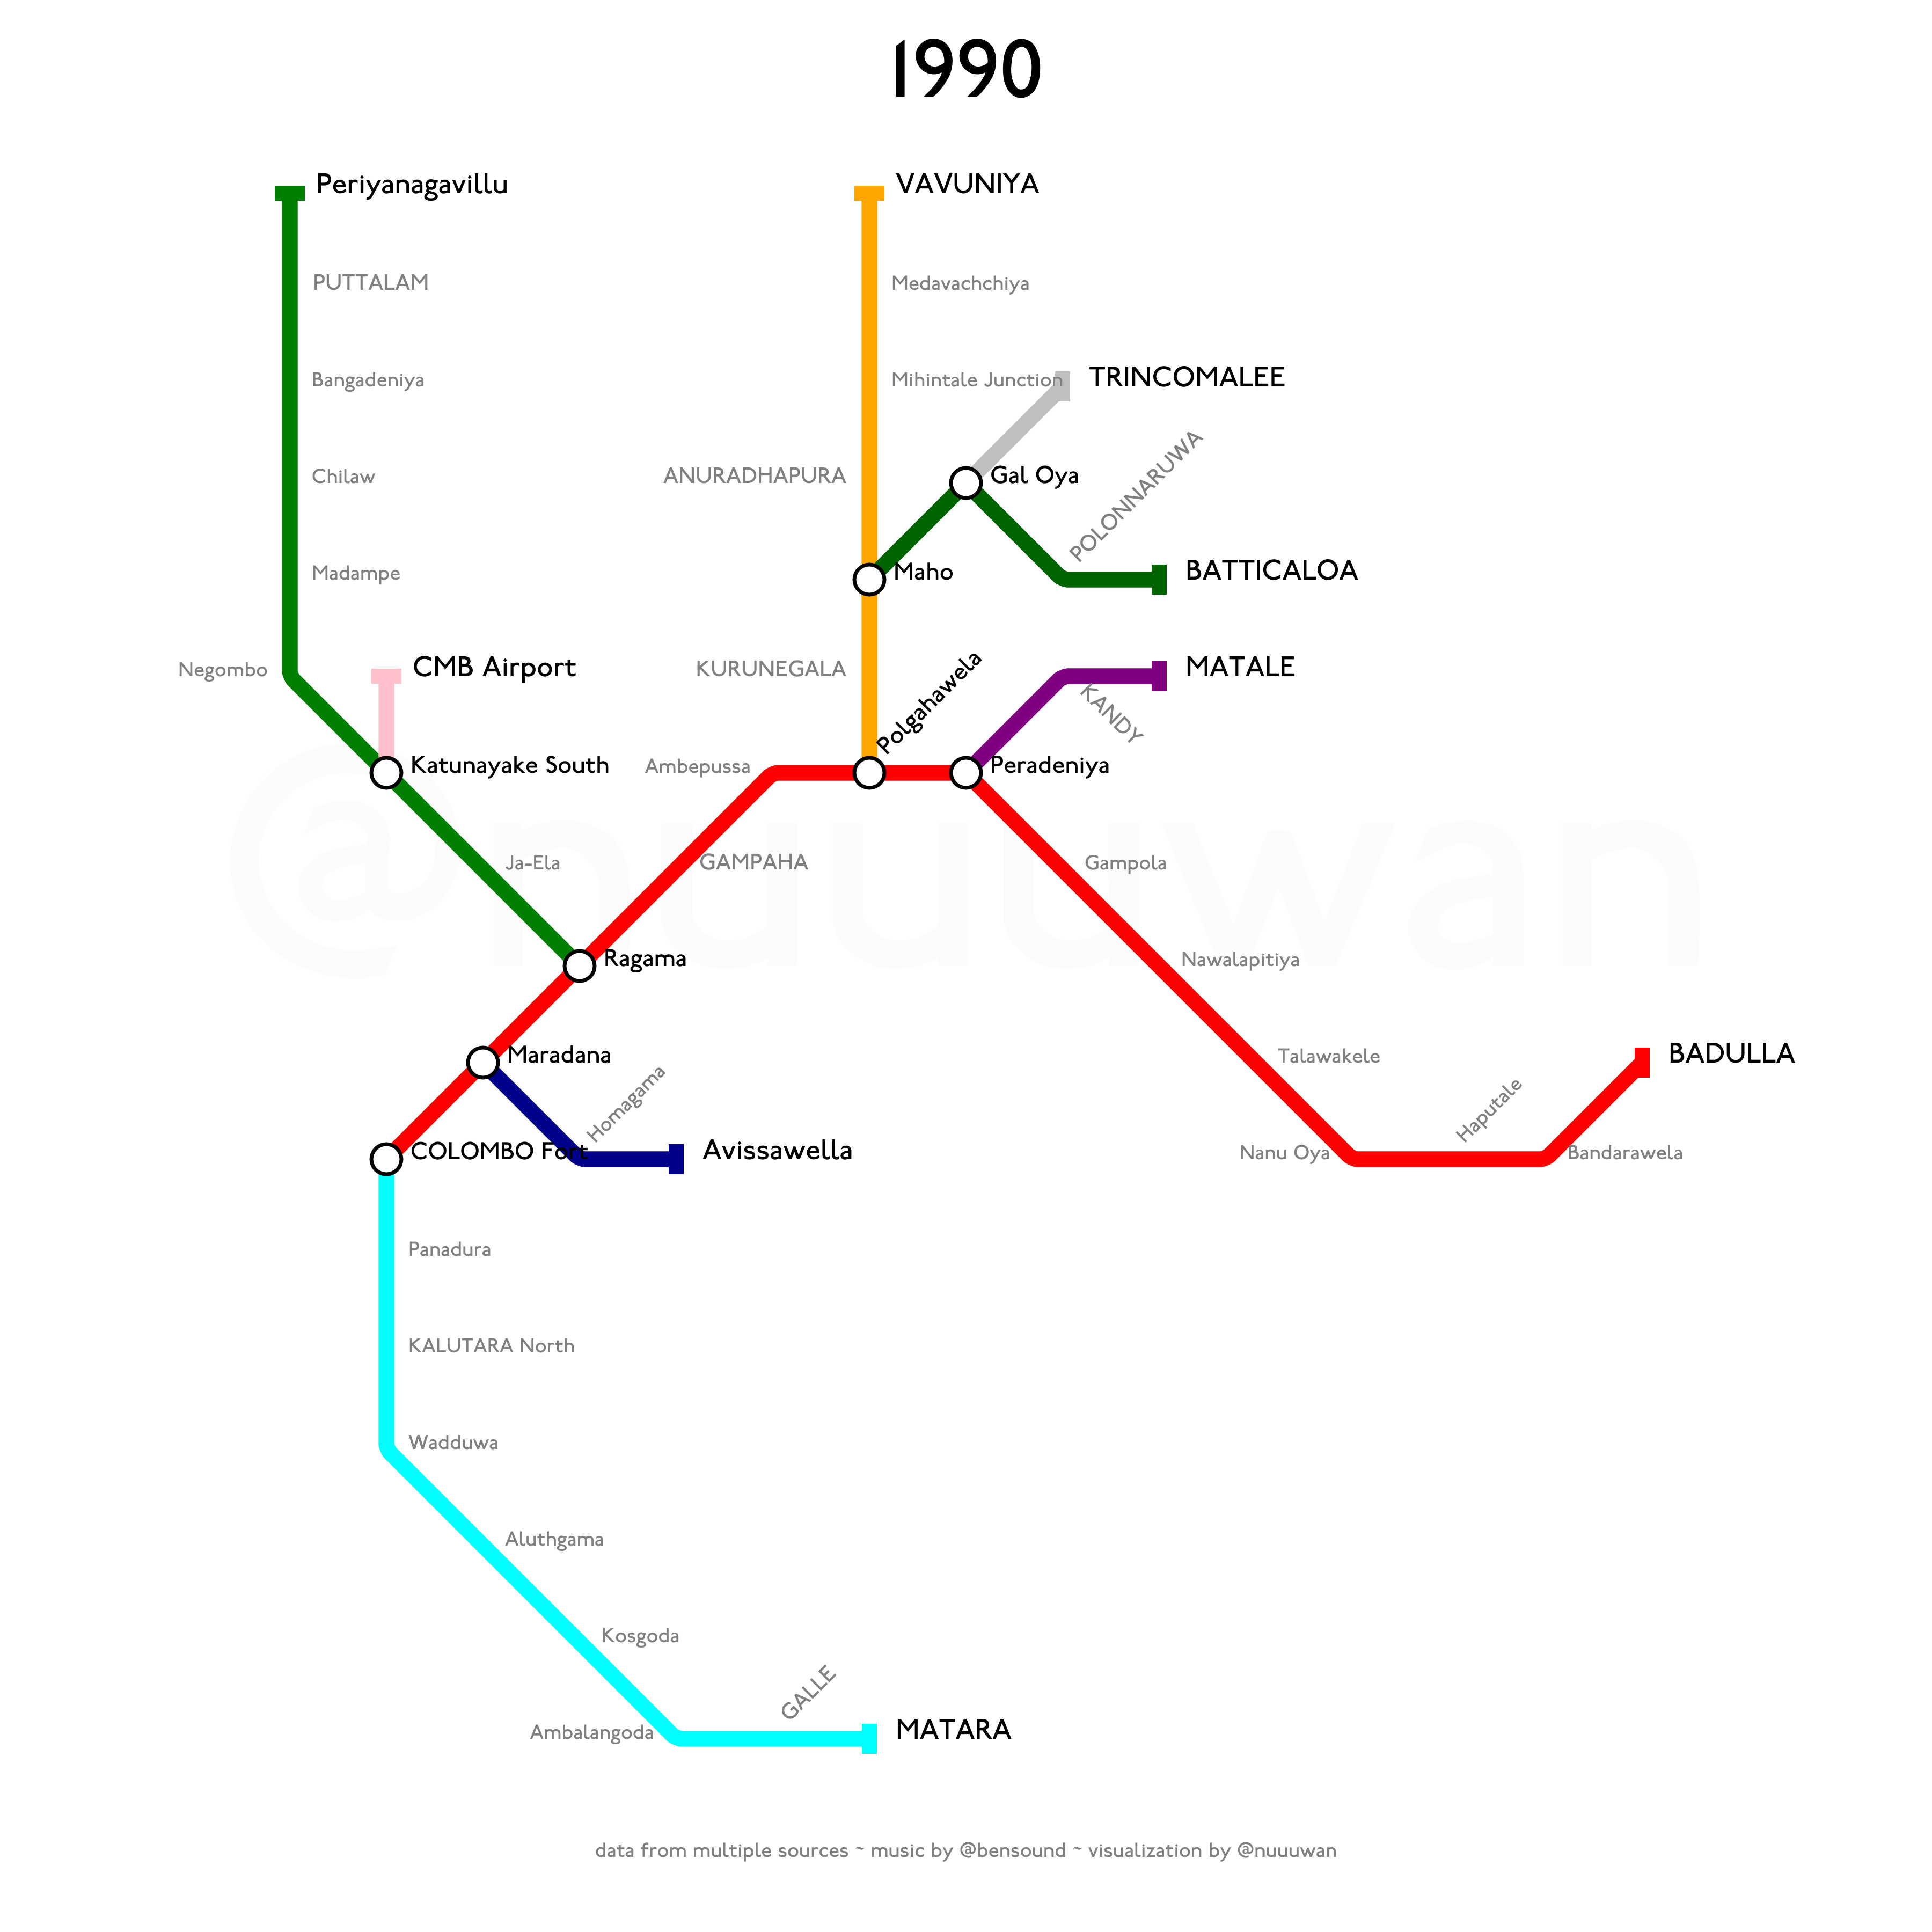 1990
Periyanagavillu
VAVUNIYA
PUTTALAM
Medavachchiya
Bangadeniya
Mihintale Junction
TRINCOMALEE
Chilaw
ANURADHAPURA
Gal Oya
POLONNARUWA
Madampe
Maho
BATTICALOA
Negombo
CMB Airport
KURUNEGALA
Polgahawela
MATALE
KANDY
Katunayake South
Ambepussa
Peradeniya
@nuuuwan
Ja-Ela
GAMPAHA
Gampola
Ragama
Nawalapitiya
Maradana
Homagama
Talawakele
Haputale
BADULLA
COLOMBO Fort
Avissawella
Nanu Oya
Bandarawela
Panadura
KALUTARA North
Wadduwa
Aluthgama
Kosgoda
GALLE
Ambalangoda
MATARA
data from multiple sources ~ music by @bensound ~ visualization by @nuuuwan